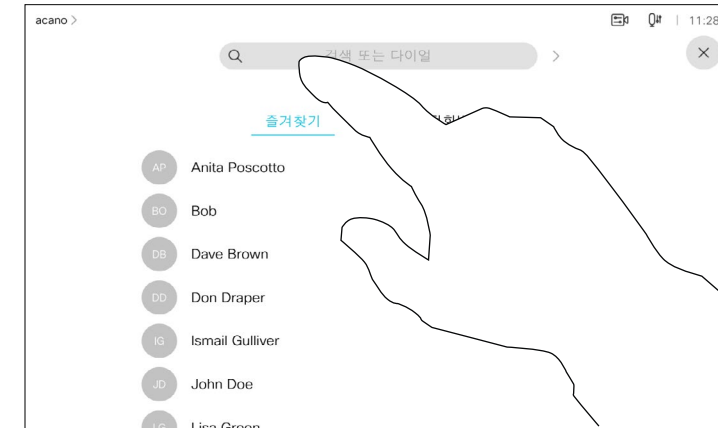 acano >
11:28
검색 또는 다이얼 >
즐겨찾기
AP Anita Poscotto
BO Bob
DB Dave Brown
DD Don Draper
IG Ismail Gulliver
JD John Doe
LG Lisa Green